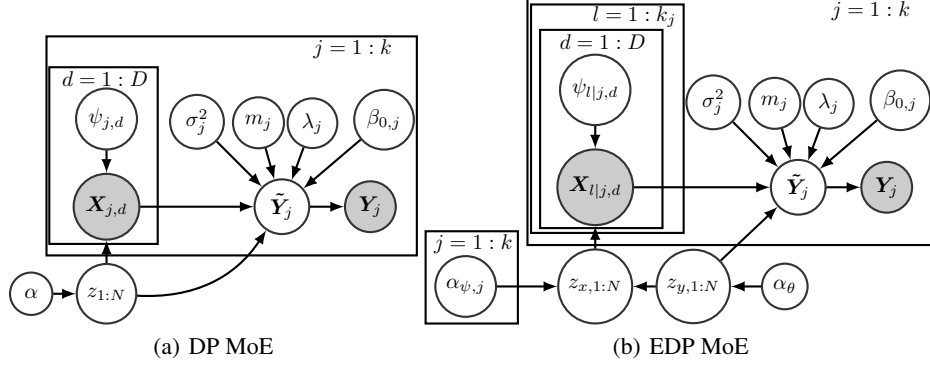 j = 1 : k
d = 1 : D
ψ_{j,d}
σ_j^2
m_j
λ_j
β_{0,j}
X_{j,d}
Ỹ_j
Y_j
α
z_{1:N}
(a) DP MoE
l = 1 : k_j
j = 1 : k
d = 1 : D
ψ_{l|j,d}
σ_j^2
m_j
λ_j
β_{0,j}
X_{l|j,d}
Ỹ_j
Y_j
j = 1 : k
α_{ψ,j}
z_{x,1:N}
z_{y,1:N}
α_θ
(b) EDP MoE